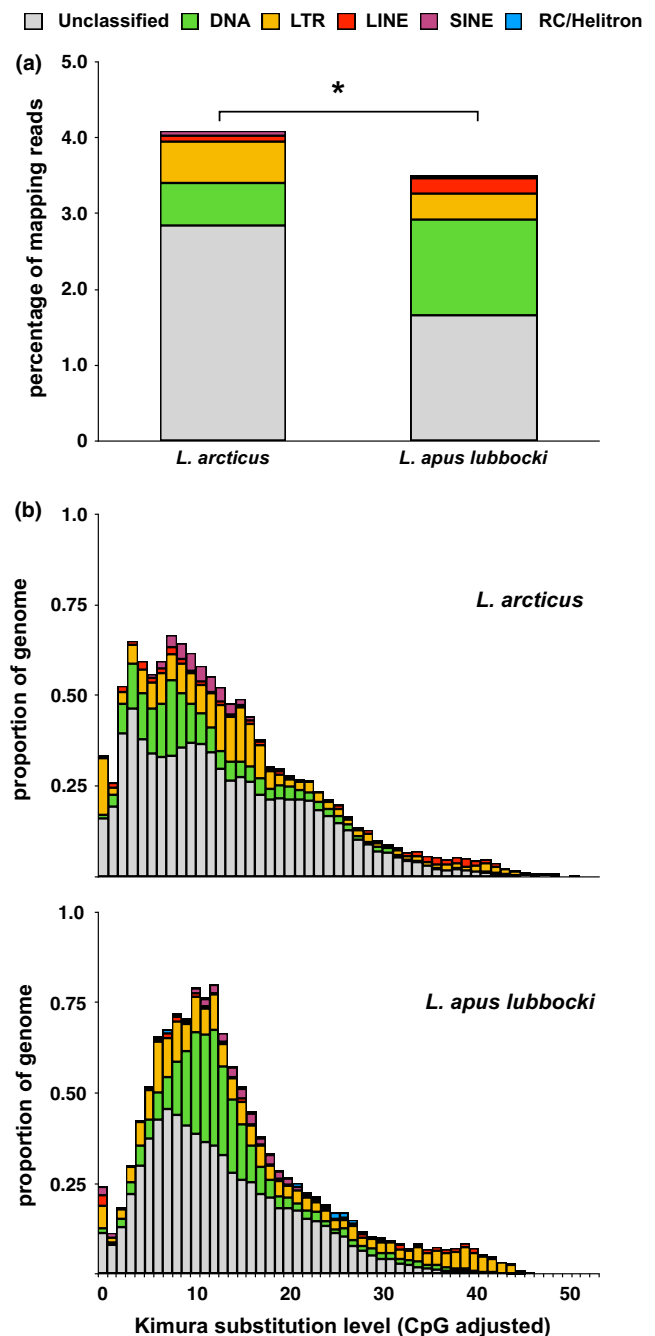 Unclassified DNA LTR LINE SINE RC/Helitron
(a)
5.0
4.0
3.0
2.0
1.0
0
percentage of mapping reads
*
L. arcticus
L. apus lubbocki
(b)
1.0
0.75
0.50
0.25
proportion of genome
L. arcticus
1.0
0.75
0.50
0.25
proportion of genome
L. apus lubbocki
0 10 20 30 40 50
Kimura substitution level (CpG adjusted)